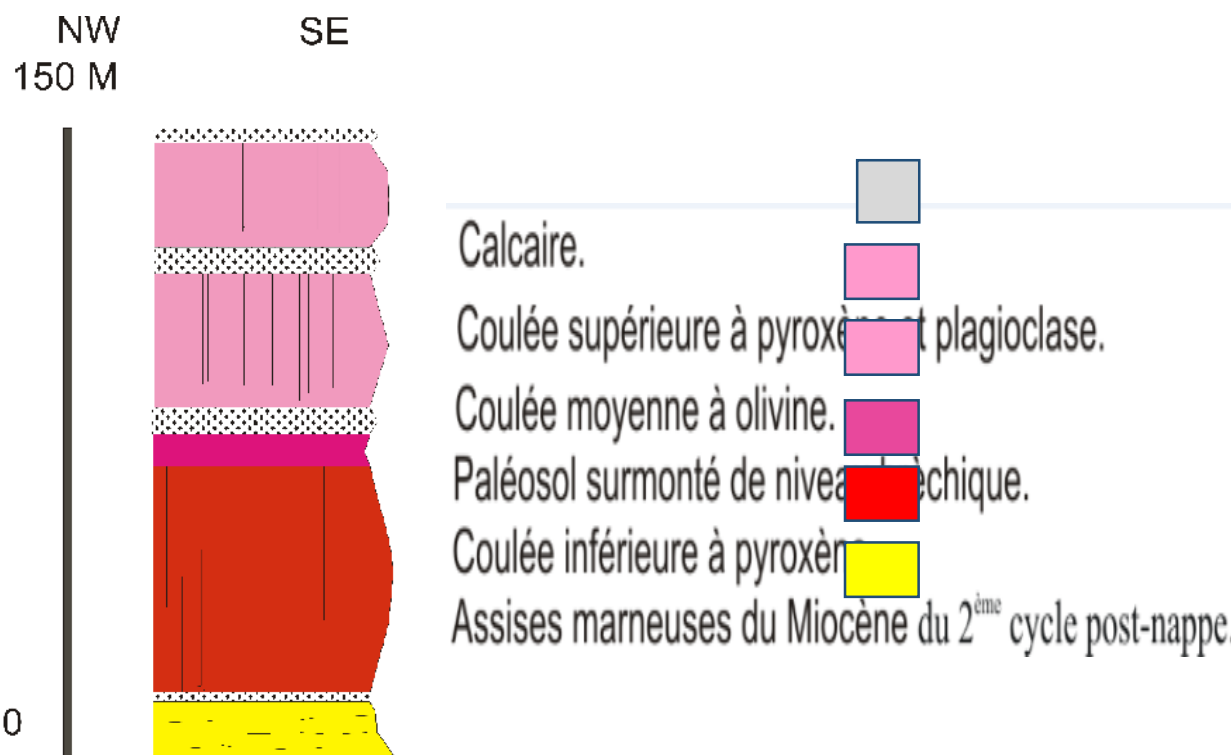 NW SE
150 M
Calcaire.
Coulée supérieure à pyroxène et plagioclase.
Coulée moyenne à olivine.
Paléosol surmonté de niveau bréchique.
Coulée inférieure à pyroxène
Assises marneuses du Miocène du 2ème cycle post-nappe.
0